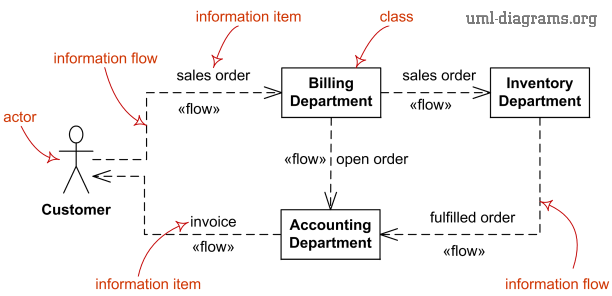 uml-diagrams.org
information item
class
information flow
sales order
«flow»
Billing
Department
sales order
«flow»
Inventory
Department
actor
Customer
«flow» open order
invoice
«flow»
Accounting
Department
fulfilled order
«flow»
information item
information flow